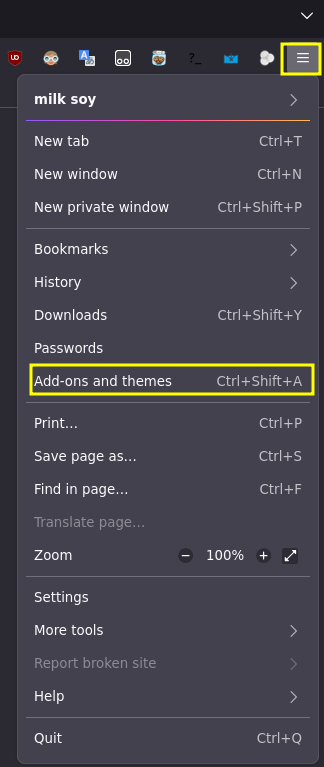 ?_
milk soy
New tab Ctrl+T
New window Ctrl+N
New private window Ctrl+Shift+P
Bookmarks
History
Downloads Ctrl+Shift+Y
Passwords
Add-ons and themes Ctrl+Shift+A
Print… Ctrl+P
Save page as… Ctrl+S
Find in page… Ctrl+F
Translate page…
Zoom − 100% +
Settings
More tools
Report broken site
Help
Quit Ctrl+Q